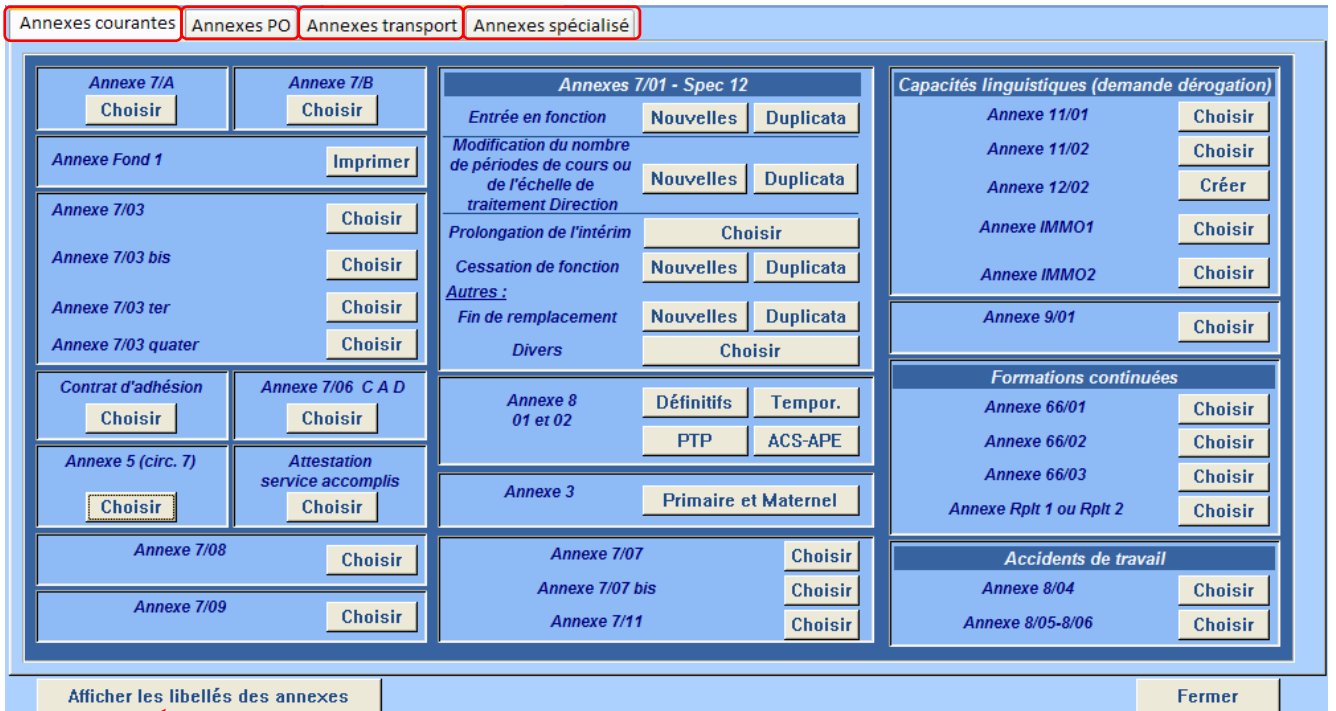 Annexes courantes Annexes PO Annexes transport Annexes spécialisé
Annexe 7/A Annexe 7/B
Choisir Choisir
Annexe Fond 1 Imprimer
Annexe 7/03 Choisir
Annexe 7/03 bis Choisir
Annexe 7/03 ter Choisir
Annexe 7/03 quater Choisir
Contrat d'adhésion Annexe 7/06 C A D
Choisir Choisir
Annexe 5 (circ. 7) Attestation
service accomplis
Choisir Choisir
Annexe 7/08 Choisir
Annexe 7/09 Choisir
Annexes 7/01 - Spec 12
Entrée en fonction Nouvelles Duplicata
Modification du nombre
de périodes de cours ou
de l'échelle de
traitement Direction
Nouvelles Duplicata
Prolongation de l'intérim Choisir
Cessation de fonction Nouvelles Duplicata
Autres :
Fin de remplacement Nouvelles Duplicata
Divers Choisir
Annexe 8
01 et 02
Définitifs Tempor.
PTP ACS-APE
Annexe 3 Primaire et Maternel
Annexe 7/07 Choisir
Annexe 7/07 bis Choisir
Annexe 7/11 Choisir
Capacités linguistiques (demande dérogation)
Annexe 11/01 Choisir
Annexe 11/02 Choisir
Annexe 12/02 Créer
Annexe IMMO1 Choisir
Annexe IMMO2 Choisir
Annexe 9/01 Choisir
Formations continuées
Annexe 66/01 Choisir
Annexe 66/02 Choisir
Annexe 66/03 Choisir
Annexe Rplt 1 ou Rplt 2 Choisir
Accidents de travail
Annexe 8/04 Choisir
Annexe 8/05-8/06 Choisir
Afficher les libellés des annexes Fermer